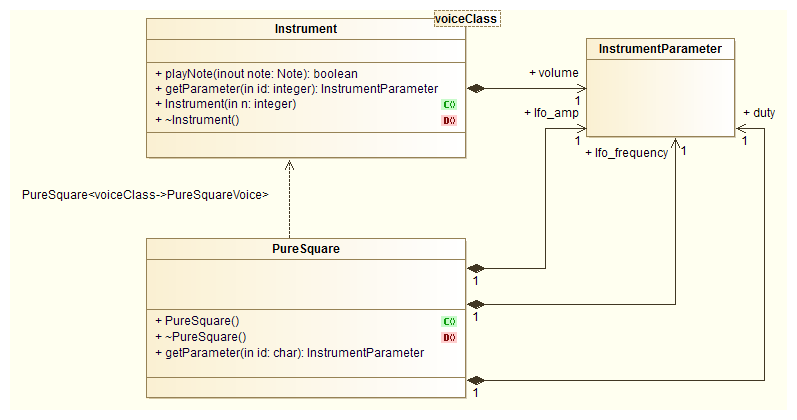 voiceClass
Instrument
+ playNote(inout note: Note): boolean
+ getParameter(in id: integer): InstrumentParameter
+ Instrument(in n: integer)
C()
+ ~Instrument()
D()
InstrumentParameter
+ volume
1
+ lfo_amp
1
+ lfo_frequency
1
+ duty
1
PureSquare<voiceClass->PureSquareVoice>
PureSquare
+ PureSquare()
C()
+ ~PureSquare()
D()
+ getParameter(in id: char): InstrumentParameter
1
1
1